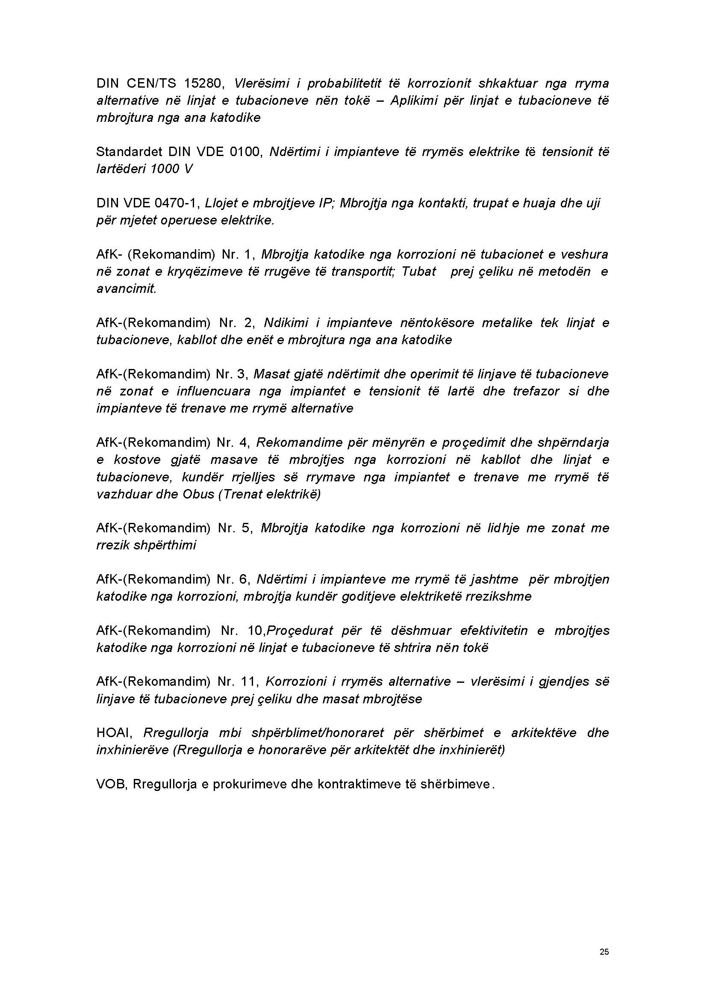 DIN CEN/TS 15280, Vlerësimi i probabilitetit të korrozionit shkaktuar nga rryma
alternative në linjat e tubacioneve nën tokë – Aplikimi për linjat e tubacioneve të
mbrojtura nga ana katodike
Standardet DIN VDE 0100, Ndërtimi i impianteve të rrymës elektrike të tensionit të
lartëderi 1000 V
DIN VDE 0470-1, Llojet e mbrojtjeve IP; Mbrojtja nga kontakti, trupat e huaja dhe uji
për mjetet operuese elektrike.
AfK- (Rekomandim) Nr. 1, Mbrojtja katodike nga korrozioni në tubacionet e veshura
në zonat e kryqëzimeve të rrugëve të transportit; Tubat prej çeliku në metodën e
avancimit.
AfK-(Rekomandim) Nr. 2, Ndikimi i impianteve nëntokësore metalike tek linjat e
tubacioneve, kabllot dhe enët e mbrojtura nga ana katodike
AfK-(Rekomandim) Nr. 3, Masat gjatë ndërtimit dhe operimit të linjave të tubacioneve
në zonat e influencuara nga impiantet e tensionit të lartë dhe trefazor si dhe
impianteve të trenave me rrymë alternative
AfK-(Rekomandim) Nr. 4, Rekomandime për mënyrën e proçedimit dhe shpërndarja
e kostove gjatë masave të mbrojtjes nga korrozioni në kabllot dhe linjat e
tubacioneve, kundër rrjelljes së rrymave nga impiantet e trenave me rrymë të
vazhduar dhe Obus (Trenat elektrikë)
AfK-(Rekomandim) Nr. 5, Mbrojtja katodike nga korrozioni në lidhje me zonat me
rrezik shpërthimi
AfK-(Rekomandim) Nr. 6, Ndërtimi i impianteve me rrymë të jashtme për mbrojtjen
katodike nga korrozioni, mbrojtja kundër goditjeve elektriketë rrezikshme
AfK-(Rekomandim) Nr. 10,Proçedurat për të dëshmuar efektivitetin e mbrojtjes
katodike nga korrozioni në linjat e tubacioneve të shtrira nën tokë
AfK-(Rekomandim) Nr. 11, Korrozioni i rrymës alternative – vlerësimi i gjendjes së
linjave të tubacioneve prej çeliku dhe masat mbrojtëse
HOAI, Rregullorja mbi shpërblimet/honoraret për shërbimet e arkitektëve dhe
inxhinierëve (Rregullorja e honorarëve për arkitektët dhe inxhinierët)
VOB, Rregullorja e prokurimeve dhe kontraktimeve të shërbimeve.
25